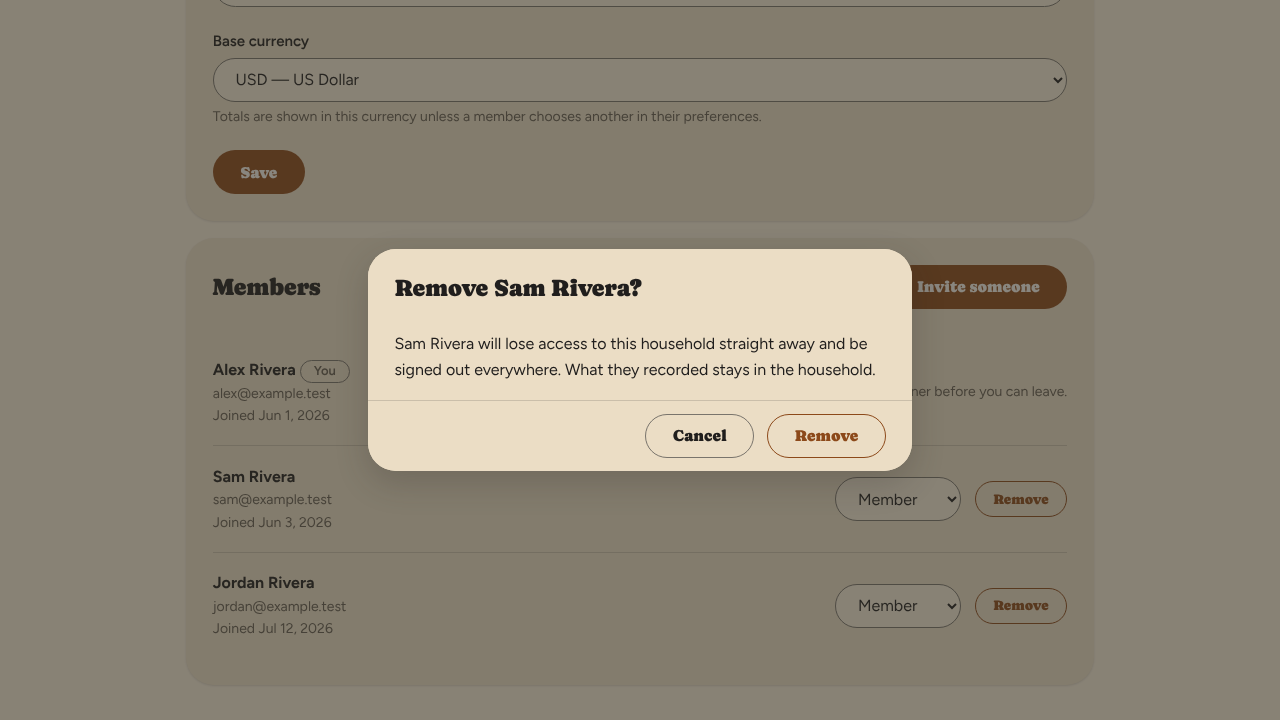 Base currency
USD — US Dollar
Totals are shown in this currency unless a member chooses another in their preferences.
Save
Members
Invite someone
Remove Sam Rivera?
Sam Rivera will lose access to this household straight away and be
signed out everywhere. What they recorded stays in the household.
Cancel
Remove
Alex Rivera
You
alex@example.test
Joined Jun 1, 2026
before you can leave.
Sam Rivera
sam@example.test
Joined Jun 3, 2026
Member
Remove
Jordan Rivera
jordan@example.test
Joined Jul 12, 2026
Member
Remove